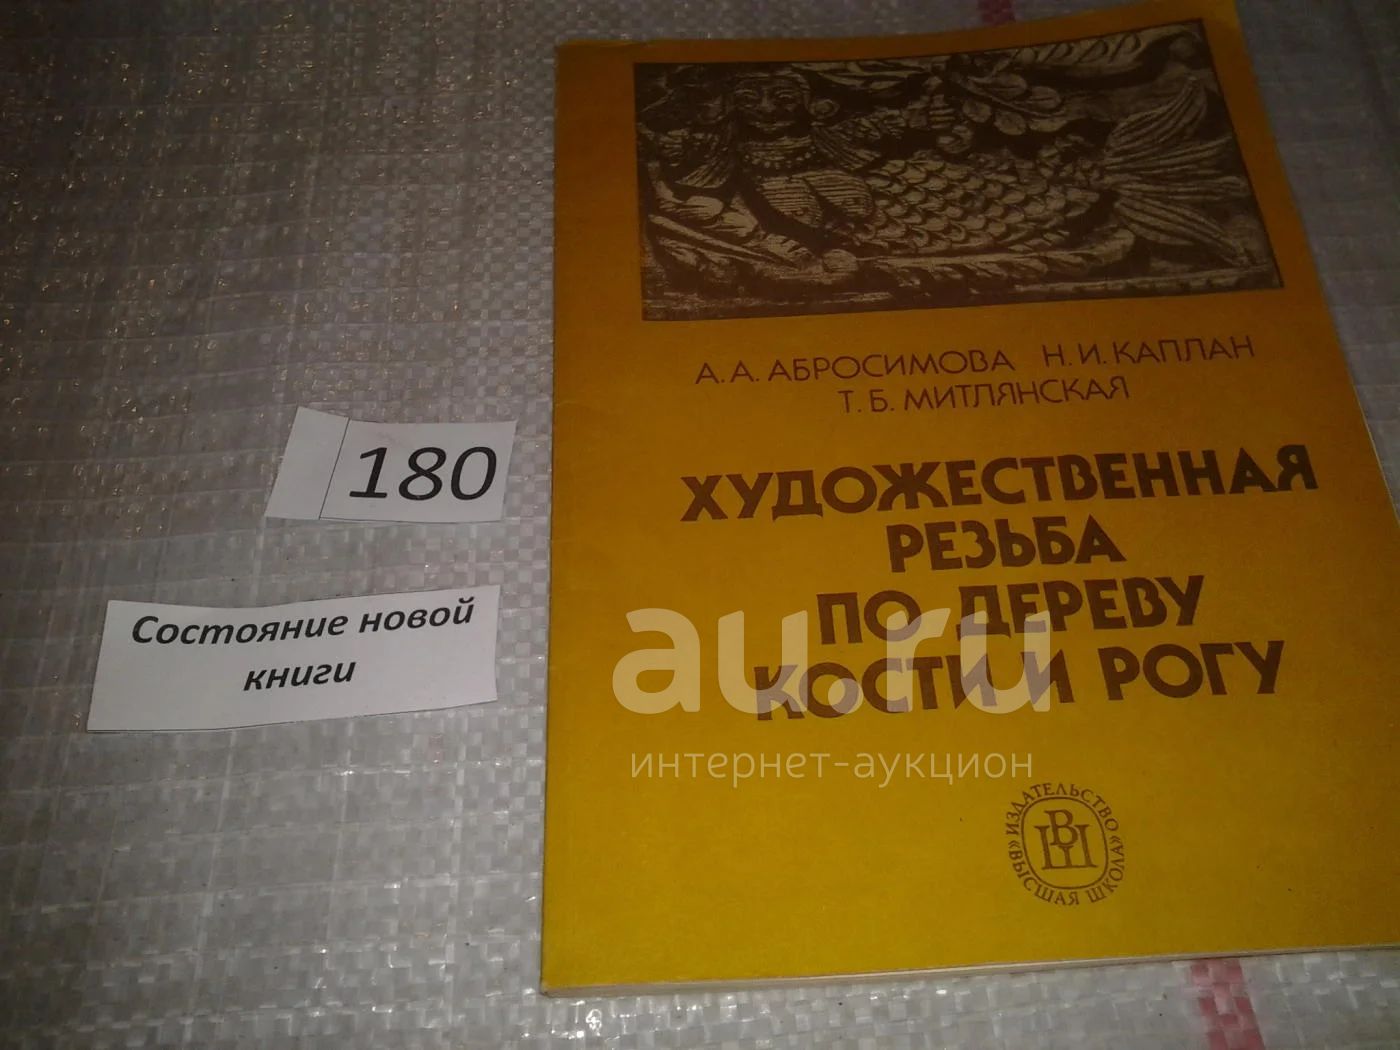 А. А. АБРОСИМОВА Н. И. КАПЛАН
Т. Б. МИТЛЯНСКАЯ
ХУДОЖЕСТВЕННАЯ
РЕЗЬБА
ПО ДЕРЕВУ
КОСТИ И РОГУ
ИЗДАТЕЛЬСТВО
«ВЫСШАЯ ШКОЛА»
ВШ
180
Состояние новой
книги
au.ru
интернет-аукцион